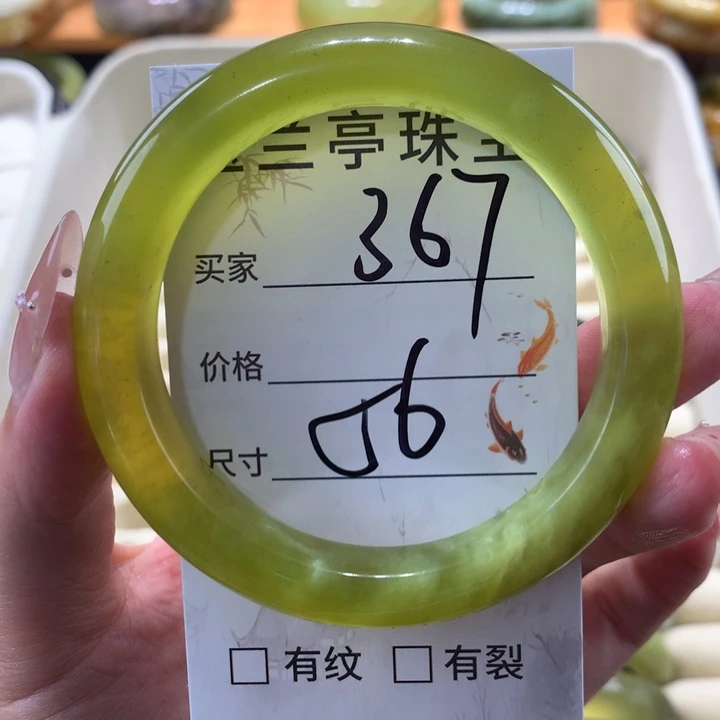 兰亭珠宝
买家 367
价格
尺寸 56
□ 有纹 □ 有裂